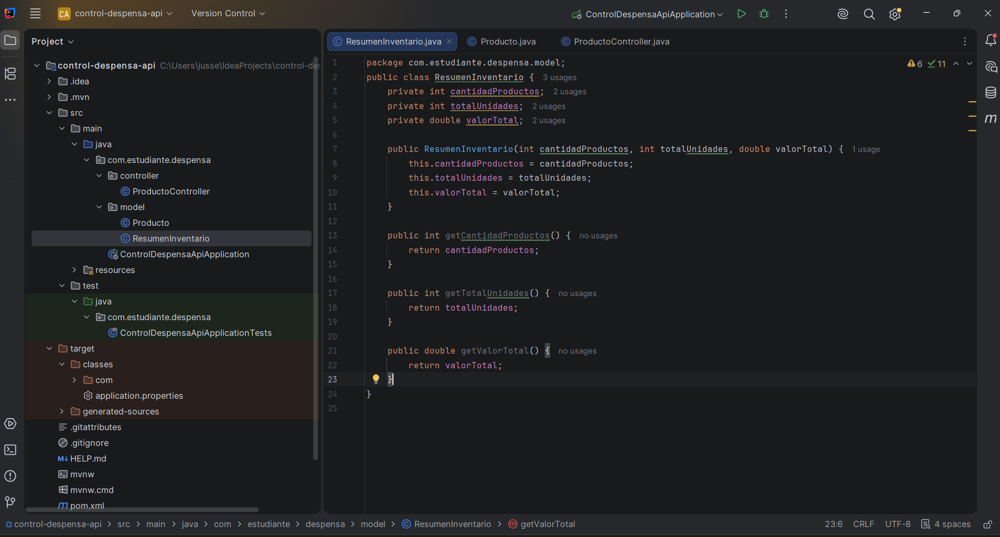 CA control-despensa-api Version Control ControlDespensaApiApplication
Project
control-despensa-api C:\Users\jusse\IdeaProjects\control-des
.idea
.mvn
src
main
java
com.estudiante.despensa
controller
ProductoController
model
Producto
ResumenInventario
ControlDespensaApiApplication
resources
test
java
com.estudiante.despensa
ControlDespensaApiApplicationTests
target
classes
com
application.properties
generated-sources
.gitattributes
.gitignore
HELP.md
mvnw
mvnw.cmd
pom.xml
ResumenInventario.java Producto.java ProductoController.java
6 11
1 package com.estudiante.despensa.model;
2 public class ResumenInventario { 3 usages
3 private int cantidadProductos; 2 usages
4 private int totalUnidades; 2 usages
5 private double valorTotal; 2 usages
6
7 public ResumenInventario(int cantidadProductos, int totalUnidades, double valorTotal) { 1 usage
8 this.cantidadProductos = cantidadProductos;
9 this.totalUnidades = totalUnidades;
10 this.valorTotal = valorTotal;
11 }
12
13 public int getCantidadProductos() { no usages
14 return cantidadProductos;
15 }
16
17 public int getTotalUnidades() { no usages
18 return totalUnidades;
19 }
20
21 public double getValorTotal() { no usages
22 return valorTotal;
23 }
24 }
25
control-despensa-api > src > main > java > com > estudiante > despensa > model > ResumenInventario > getValorTotal 23:6 CRLF UTF-8 4 spaces